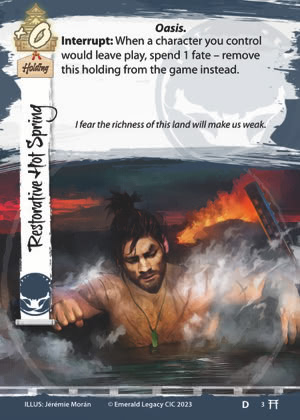 +0
Holding
Oasis.
Interrupt: When a character you control
would leave play, spend 1 fate – remove
this holding from the game instead.
I fear the richness of this land will make us weak.
Restorative Hot Spring
ILLUS: Jérémie Morán © Emerald Legacy CIC 2023 D 3